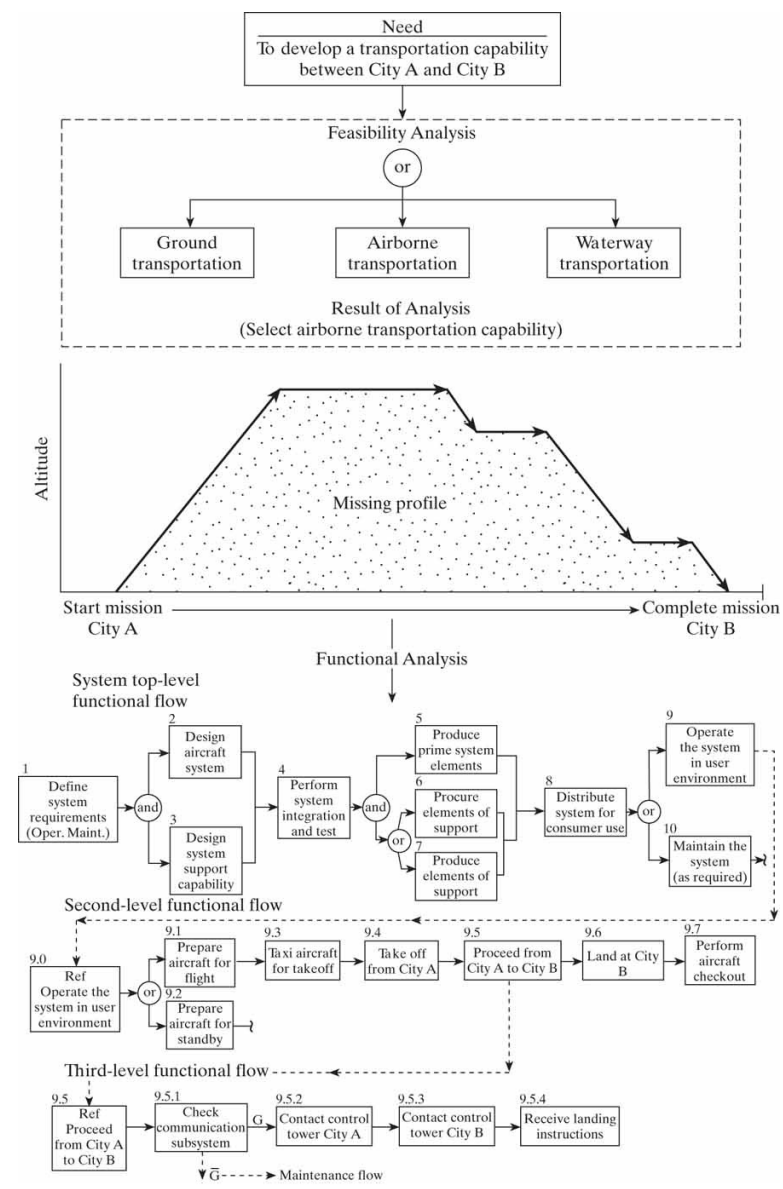 Need
To develop a transportation capability
between City A and City B
Feasibility Analysis
or
Ground
transportation
Airborne
transportation
Waterway
transportation
Result of Analysis
(Select airborne transportation capability)
Altitude
Missing profile
Start mission
City A
Complete mission
City B
Functional Analysis
System top-level
functional flow
1
Define
system
requirements
(Oper. Maint.)
and
2
Design
aircraft
system
3
Design
system
support
capability
4
Perform
system
integration
and test
and
5
Produce
prime system
elements
or
6
Procure
elements of
support
7
Produce
elements of
support
8
Distribute
system for
consumer use
or
9
Operate
the system
in user
environment
10
Maintain the
system
(as required)
Second-level functional flow
9.0
Ref
Operate the
system in user
environment
or
9.1
Prepare
aircraft for
flight
9.2
Prepare
aircraft for
standby
9.3
Taxi aircraft
for takeoff
9.4
Take off
from City A
9.5
Proceed from
City A to City B
9.6
Land at City
B
9.7
Perform
aircraft
checkout
Third-level functional flow
9.5
Ref
Proceed
from City A
to City B
9.5.1
Check
communication
subsystem
G
9.5.2
Contact control
tower City A
9.5.3
Contact control
tower City B
9.5.4
Receive landing
instructions
G̅
Maintenance flow